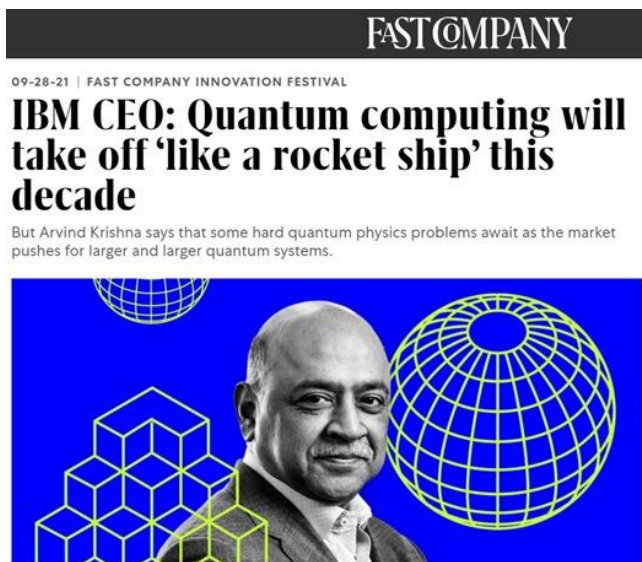 FAST COMPANY
09-28-21 | FAST COMPANY INNOVATION FESTIVAL
IBM CEO: Quantum computing will
take off ‘like a rocket ship’ this
decade
But Arvind Krishna says that some hard quantum physics problems await as the market
pushes for larger and larger quantum systems.